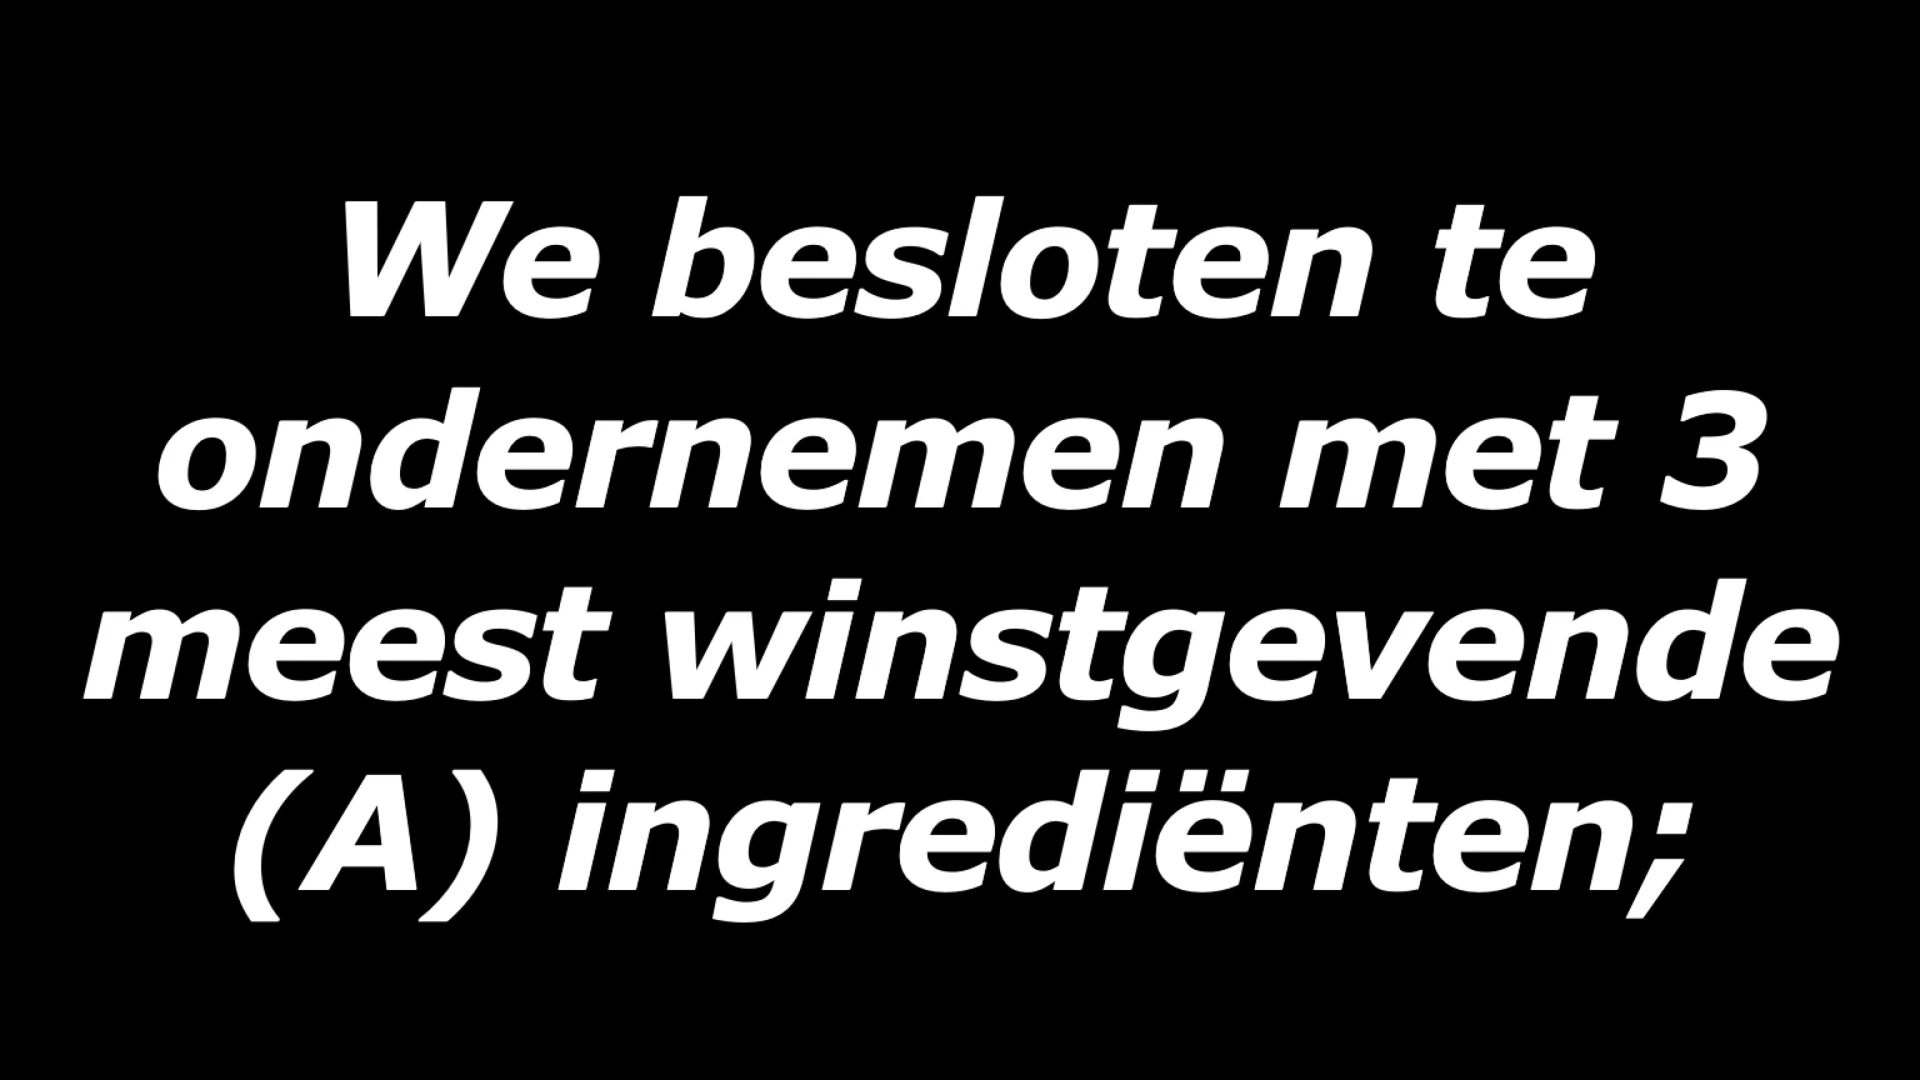 We besloten te
ondernemen met 3
meest winstgevende
(A) ingrediënten;